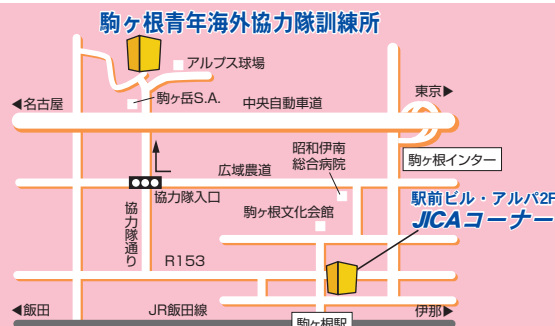 駒ヶ根青年海外協力隊訓練所
アルプス球場
駒ヶ岳S.A.
◀名古屋
中央自動車道
東京▶
昭和伊南
総合病院
駒ヶ根インター
広域農道
協力隊入口
駒ヶ根文化会館
駅前ビル・アルパ2F
JICAコーナー
協力隊通り
R153
◀飯田
JR飯田線
伊那▶
駒ヶ根駅